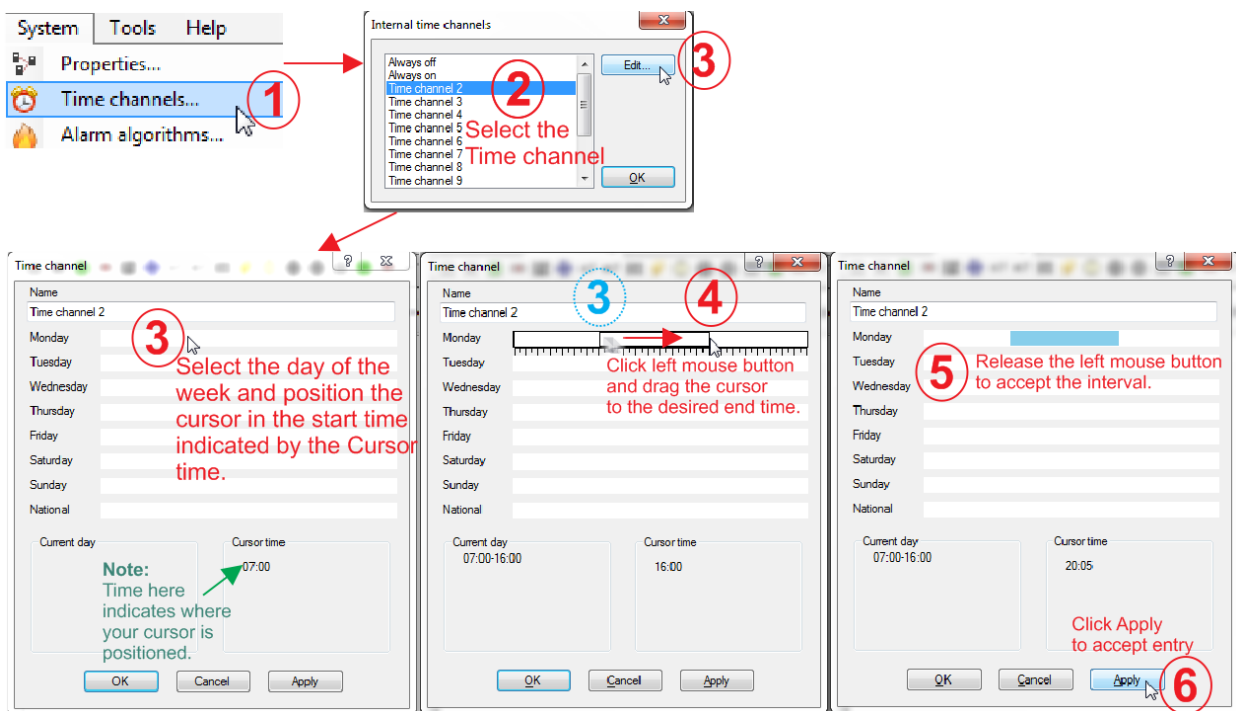 System Tools Help
Properties...
Time channels...
Alarm algorithms...
1
Internal time channels
Always off
Always on
Time channel 2
Time channel 3
Time channel 4
Time channel 5
Time channel 6
Time channel 7
Time channel 8
Time channel 9
Edit...
OK
3
2
Select the
Time channel
Time channel
Name
Time channel 2
Monday
Tuesday
Wednesday
Thursday
Friday
Saturday
Sunday
National
3
Select the day of the
week and position the
cursor in the start time
indicated by the Cursor
time.
Current day
Cursor time
07:00
Note:
Time here
indicates where
your cursor is
positioned.
OK Cancel Apply
Time channel
Name
Time channel 2
3
4
Monday
Tuesday
Wednesday
Thursday
Friday
Saturday
Sunday
National
Click left mouse button
and drag the cursor
to the desired end time.
Current day
07:00-16:00
Cursor time
16:00
OK Cancel Apply
Time channel
Name
Time channel 2
Monday
Tuesday
Wednesday
Thursday
Friday
Saturday
Sunday
National
5
Release the left mouse button
to accept the interval.
Current day
07:00-16:00
Cursor time
20:05
Click Apply
to accept entry
OK Cancel Apply
6